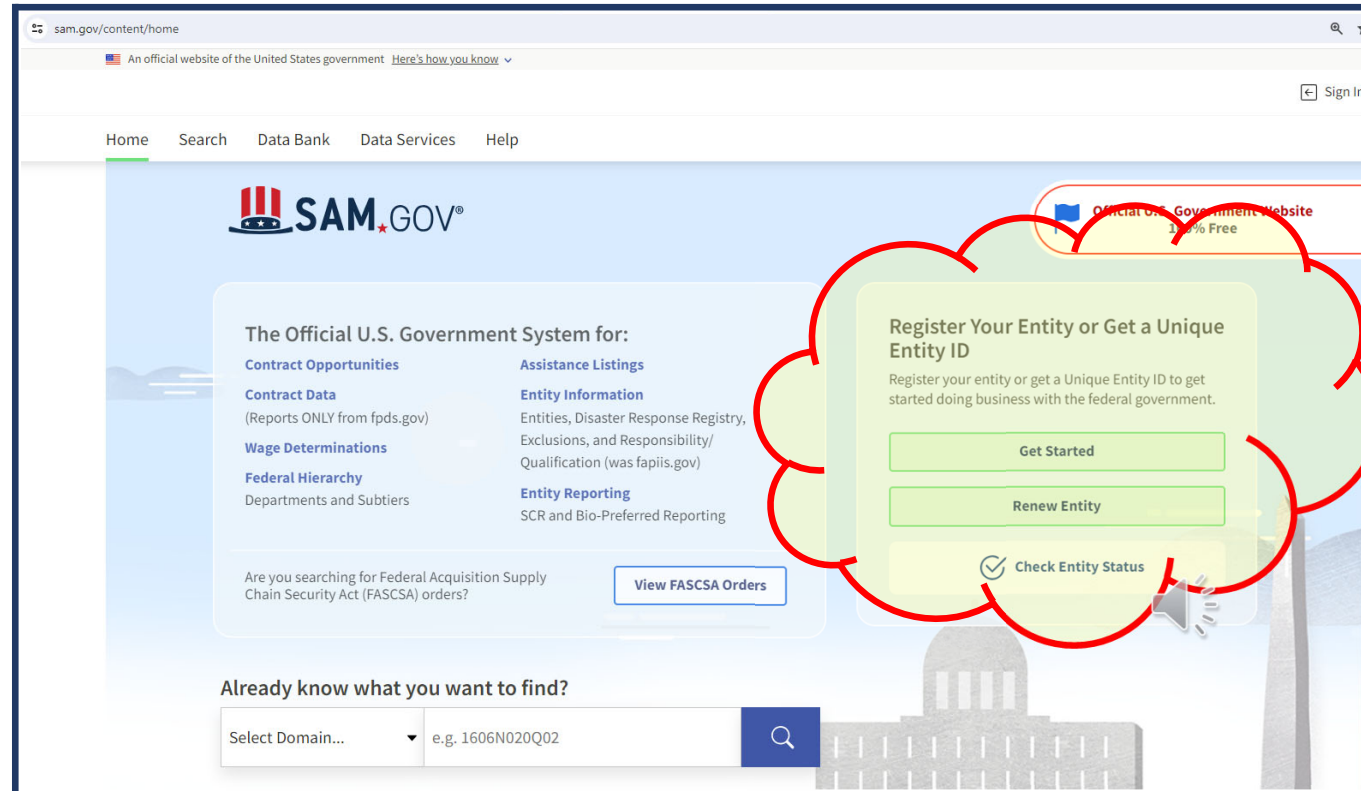 sam.gov/content/home
An official website of the United States government Here's how you know
Sign In
Home Search Data Bank Data Services Help
SAM.GOV®
Official U.S. Government Website
100% Free
The Official U.S. Government System for:
Contract Opportunities
Contract Data
(Reports ONLY from fpds.gov)
Wage Determinations
Federal Hierarchy
Departments and Subtiers
Assistance Listings
Entity Information
Entities, Disaster Response Registry,
Exclusions, and Responsibility/
Qualification (was fapiis.gov)
Entity Reporting
SCR and Bio-Preferred Reporting
Are you searching for Federal Acquisition Supply
Chain Security Act (FASCSA) orders?
View FASCSA Orders
Register Your Entity or Get a Unique
Entity ID
Register your entity or get a Unique Entity ID to get
started doing business with the federal government.
Get Started
Renew Entity
Check Entity Status
Already know what you want to find?
Select Domain... e.g. 1606N020Q02